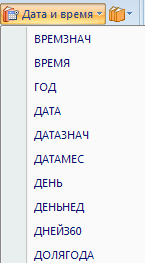 Дата и время
ВРЕМЗНАЧ
ВРЕМЯ
ГОД
ДАТА
ДАТАЗНАЧ
ДАТАМЕС
ДЕНЬ
ДЕНЬНЕД
ДНЕЙ360
ДОЛЯГОДА